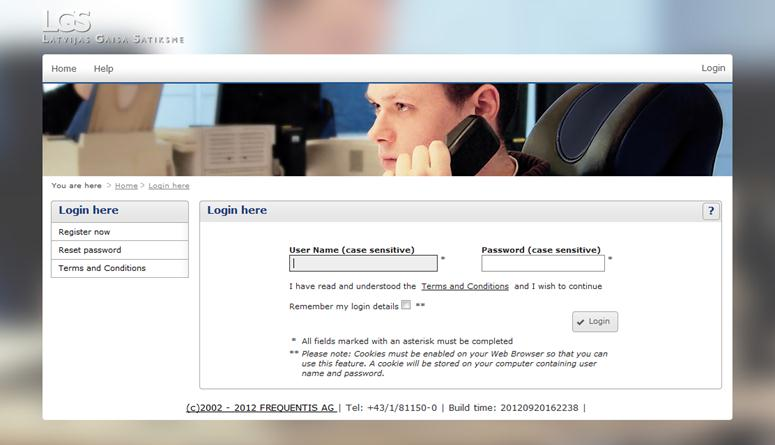 LGS
LATVIJAS GAISA SATIKSME
Home Help Login
You are here > Home > Login here
Login here
Register now
Reset password
Terms and Conditions
Login here ?
User Name (case sensitive) * Password (case sensitive) *
I have read and understood the Terms and Conditions and I wish to continue
Remember my login details **
Login
* All fields marked with an asterisk must be completed
** Please note: Cookies must be enabled on your Web Browser so that you can
use this feature. A cookie will be stored on your computer containing user
name and password.
(c)2002 - 2012 FREQUENTIS AG | Tel: +43/1/81150-0 | Build time: 20120920162238 |